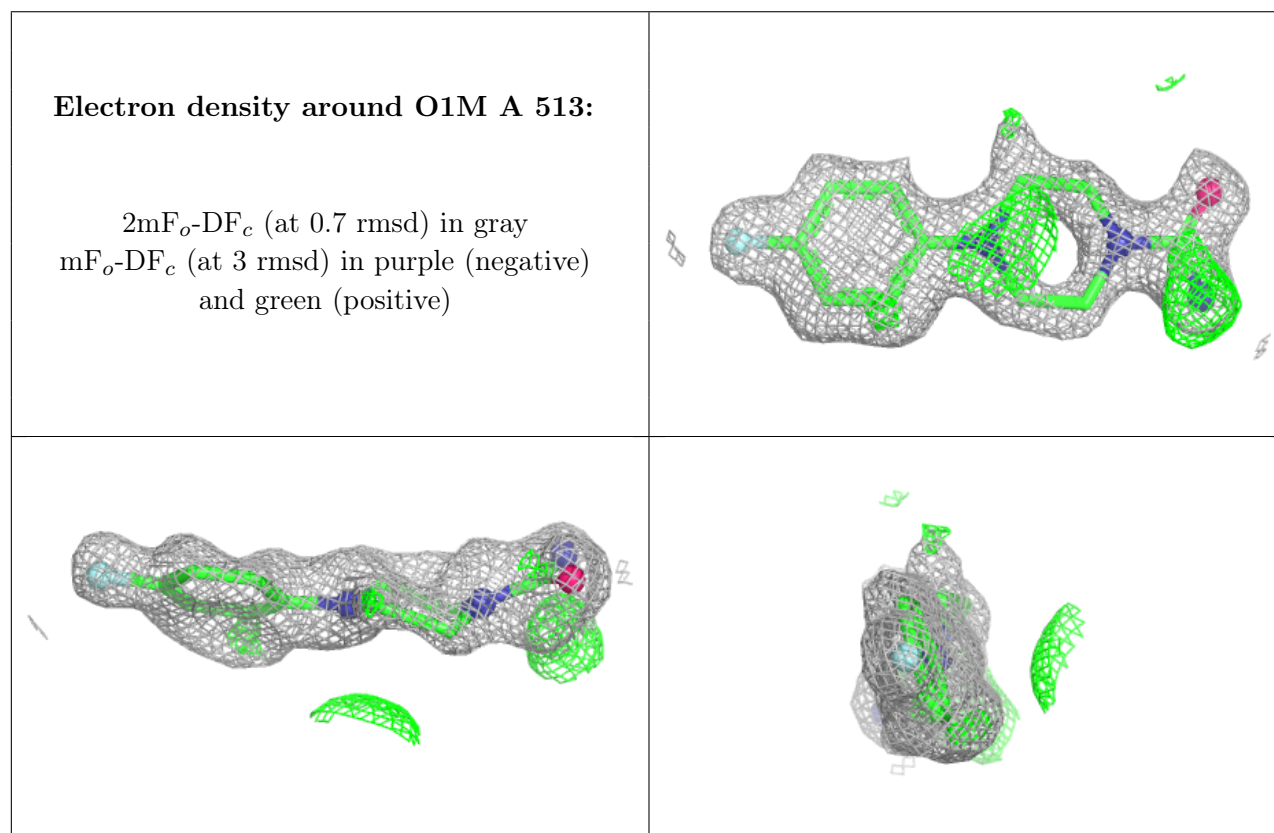 Electron density around O1M A 513:
2mFₒ-DF𝒸 (at 0.7 rmsd) in gray
mFₒ-DF𝒸 (at 3 rmsd) in purple (negative)
and green (positive)